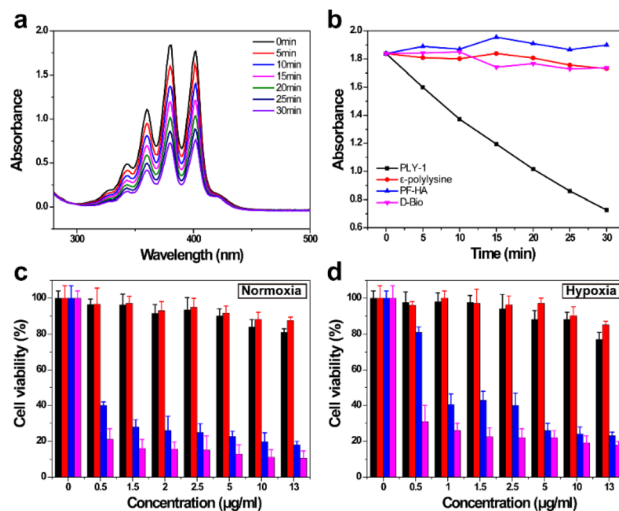 a
b
2.0
1.5
1.0
0.5
0.0
Absorbance
0min
5min
10min
15min
20min
25min
30min
300
400
500
Wavelength (nm)
2.0
1.8
1.6
1.4
1.2
1.0
0.8
0.6
Absorbance
PLY-1
ε-polylysine
PF-HA
D-Bio
0 5 10 15 20 25 30
Time (min)
c
d
Normoxia
100
80
60
40
20
0
Cell viability (%)
0 0.5 1.5 2 2.5 5 10 13
Concentration (µg/ml)
Hypoxia
100
80
60
40
20
0
Cell viability (%)
0 0.5 1 1.5 2.5 5 10 13
Concentration (µg/ml)